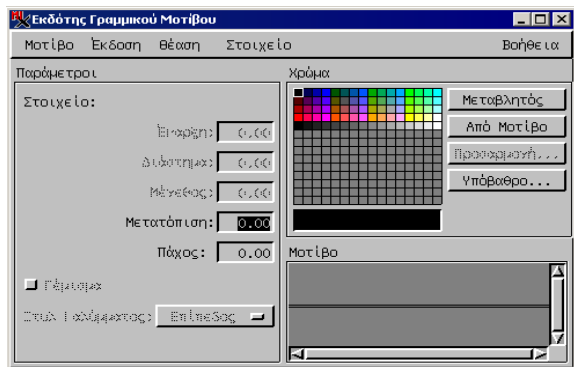 Εκδότης Γραμμικού Μοτίβου
Μοτίβο Έκδοση Θέαση Στοιχείο Βοήθεια
Παράμετροι
Στοιχείο:
Έναρξη: 0.00
Διάστημα: 0.00
Μέγεθος: 0.00
Μετατόπιση: 0.00
Πάχος: 0.00
Γέμισμα
Επίπεδος
Χρώμα
Μεταβλητός
Από Μοτίβο
Προσαρμογή...
Υπόβαθρο...
Μοτίβο